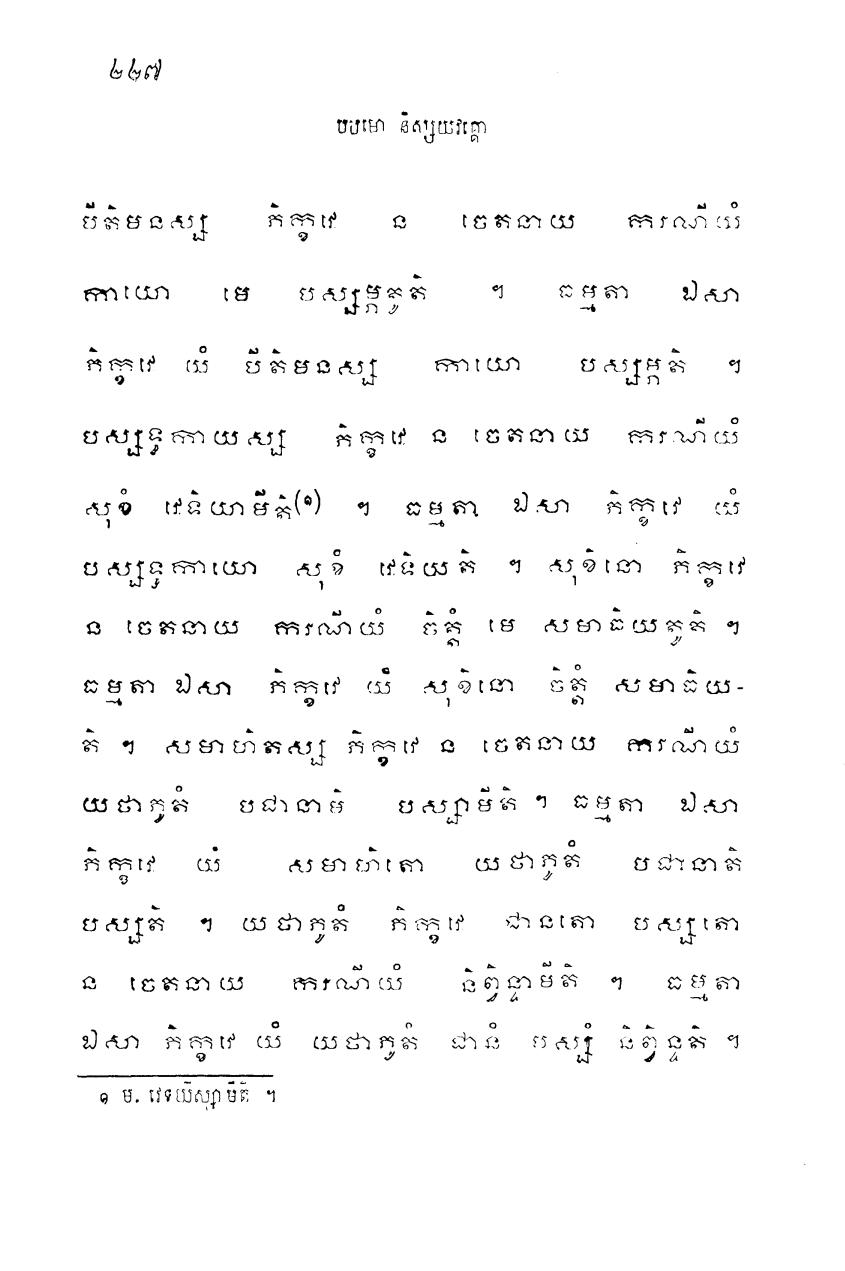 ២២៧
បឋមោ និស្សយវគ្គោ
បីតិមនស្ស ភិក្ខវេ ន ចេតនាយ ករណីយំ
កាយោ មេ បស្សម្ភតូតិ ។ ធម្មតា ឯសា
ភិក្ខវេ យំ បីតិមនស្ស កាយោ បស្សម្ភតិ ។
បស្សទ្ធកាយស្ស ភិក្ខវេ ន ចេតនាយ ករណីយំ
សុខំ វេទិយាមីតិ(១) ។ ធម្មតា ឯសា ភិក្ខវេ យំ
បស្សទ្ធកាយោ សុខំ វេទិយតិ ។ សុខិនោ ភិក្ខវេ
ន ចេតនាយ ករណីយំ ចិត្តំ មេ សមាធិយតូតិ ។
ធម្មតា ឯសា ភិក្ខវេ យំ សុខិនោ ចិត្តំ សមាធិយ-
តិ ។ សមាហិតស្ស ភិក្ខវេ ន ចេតនាយ ករណីយំ
យថាភូតំ បជានាមិ បស្សាមីតិ ។ ធម្មតា ឯសា
ភិក្ខវេ យំ សមាហិតោ យថាភូតំ បជានាតិ
បស្សតិ ។ យថាភូតំ ភិក្ខវេ ជានតោ បស្សតោ
ន ចេតនាយ ករណីយំ និព្វិន្ទាមីតិ ។ ធម្មតា
ឯសា ភិក្ខវេ យំ យថាភូតំ ជានំ បស្សំ និព្វិន្ទតិ ។
១ ម. វេទយិស្សាមីតិ ។